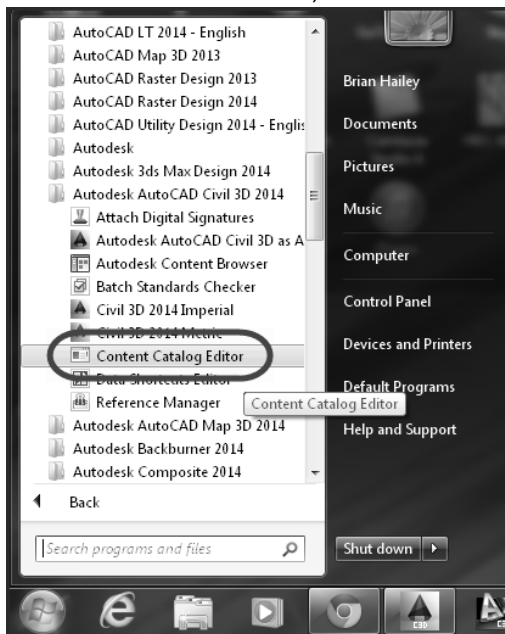 AutoCAD LT 2014 - English
AutoCAD Map 3D 2013
AutoCAD Raster Design 2013
AutoCAD Raster Design 2014
AutoCAD Utility Design 2014 - Englis
Autodesk
Autodesk 3ds Max Design 2014
Autodesk AutoCAD Civil 3D 2014
Attach Digital Signatures
Autodesk AutoCAD Civil 3D as A
Autodesk Content Browser
Batch Standards Checker
Civil 3D 2014 Imperial
Civil 3D 2014 Metric
Content Catalog Editor
Data Shortcuts Editor
Reference Manager
Content Catalog Editor
Autodesk AutoCAD Map 3D 2014
Autodesk Backburner 2014
Autodesk Composite 2014
Back
Search programs and files
Brian Hailey
Documents
Pictures
Music
Computer
Control Panel
Devices and Printers
Default Programs
Help and Support
Shut down
C3D